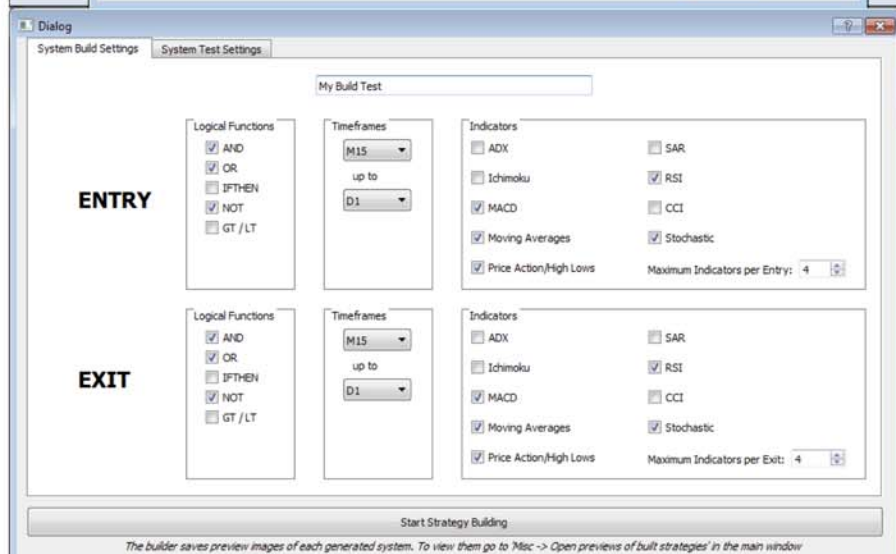 Dialog
System Build Settings System Test Settings
My Build Test
ENTRY
Logical Functions
AND
OR
IFTHEN
NOT
GT / LT
Timeframes
M15
up to
D1
Indicators
ADX SAR
Ichimoku RSI
MACD CCI
Moving Averages Stochastic
Price Action/High Lows Maximum Indicators per Entry: 4
EXIT
Logical Functions
AND
OR
IFTHEN
NOT
GT / LT
Timeframes
M15
up to
D1
Indicators
ADX SAR
Ichimoku RSI
MACD CCI
Moving Averages Stochastic
Price Action/High Lows Maximum Indicators per Exit: 4
Start Strategy Building
The builder saves preview images of each generated system. To view them go to 'Misc -> Open previews of built strategies' in the main window